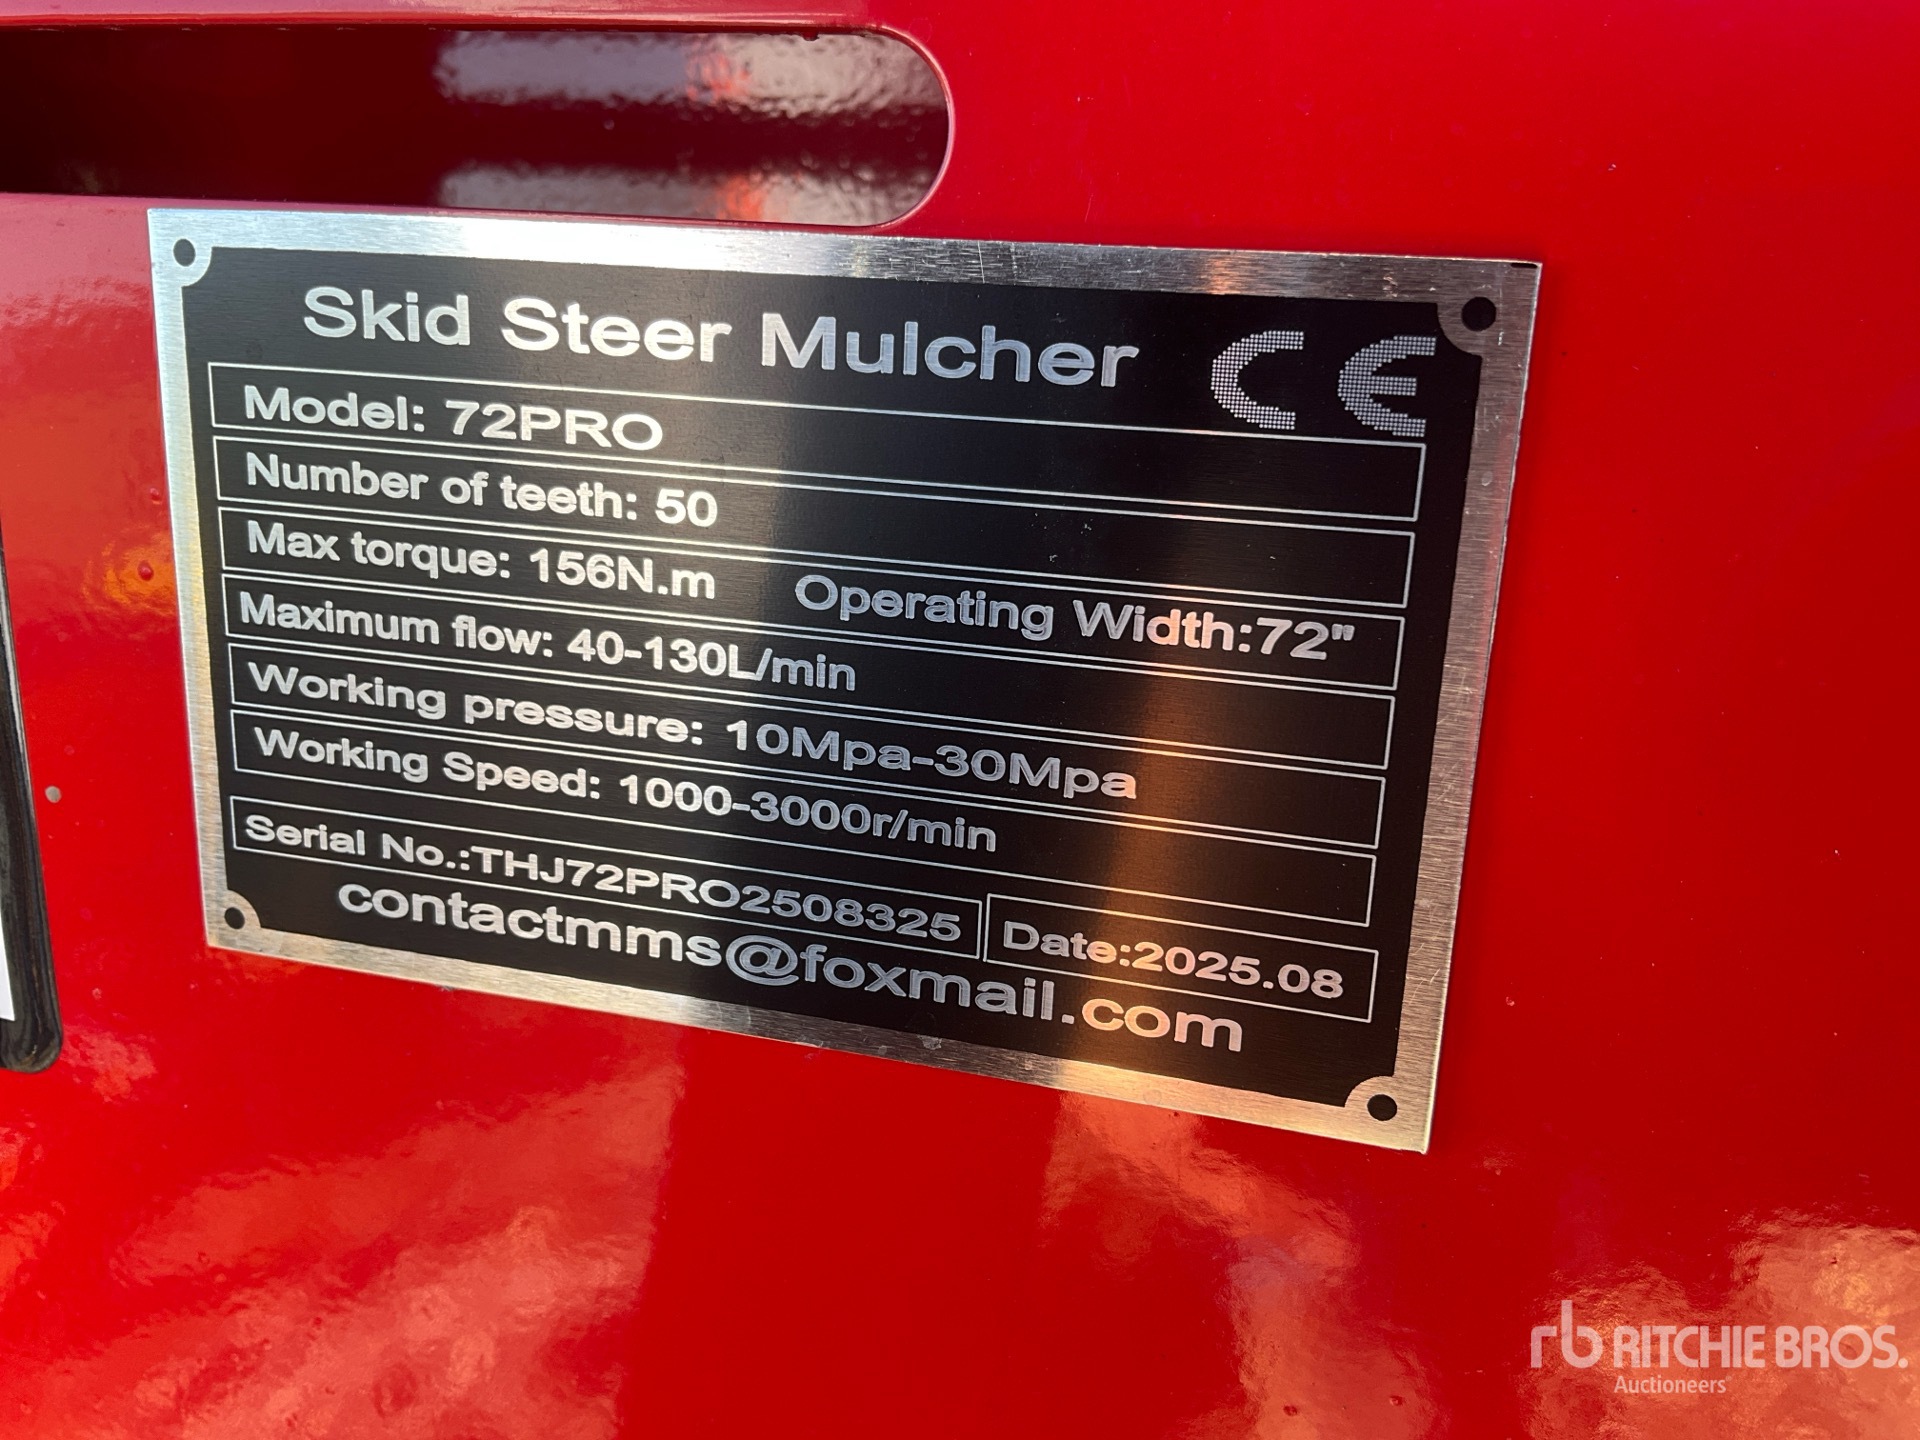 Skid Steer Mulcher CE
Model: 72PRO
Number of teeth: 50
Max torque: 156N.m Operating Width:72"
Maximum flow: 40-130L/min
Working pressure: 10Mpa-30Mpa
Working Speed: 1000-3000r/min
Serial No.:THJ72PRO2508325 Date:2025.08
contactmms@foxmail.com
rb RITCHIE BROS.
Auctioneers